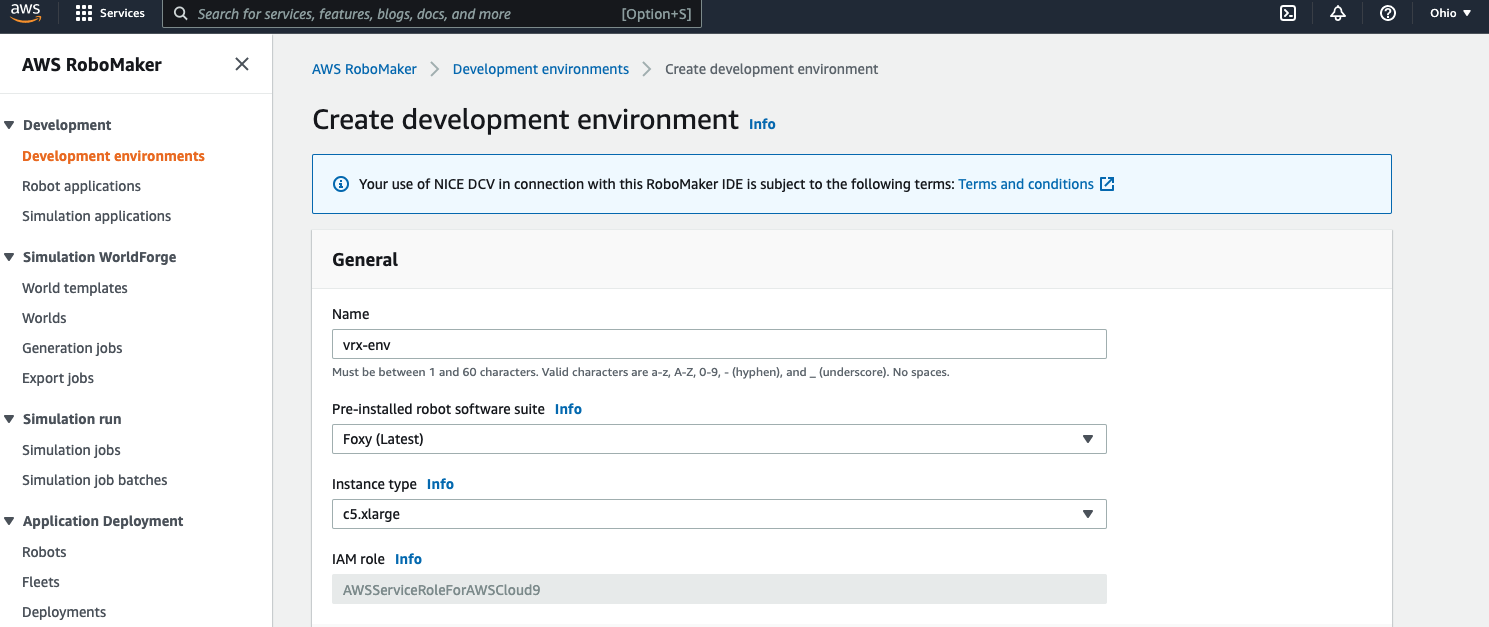 aws
Services
Search for services, features, blogs, docs, and more [Option+S]
Ohio
AWS RoboMaker
Development
Development environments
Robot applications
Simulation applications
Simulation WorldForge
World templates
Worlds
Generation jobs
Export jobs
Simulation run
Simulation jobs
Simulation job batches
Application Deployment
Robots
Fleets
Deployments
AWS RoboMaker > Development environments > Create development environment
Create development environment Info
Your use of NICE DCV in connection with this RoboMaker IDE is subject to the following terms: Terms and conditions
General
Name
vrx-env
Must be between 1 and 60 characters. Valid characters are a-z, A-Z, 0-9, - (hyphen), and _ (underscore). No spaces.
Pre-installed robot software suite Info
Foxy (Latest)
Instance type Info
c5.xlarge
IAM role Info
AWSServiceRoleForAWSCloud9